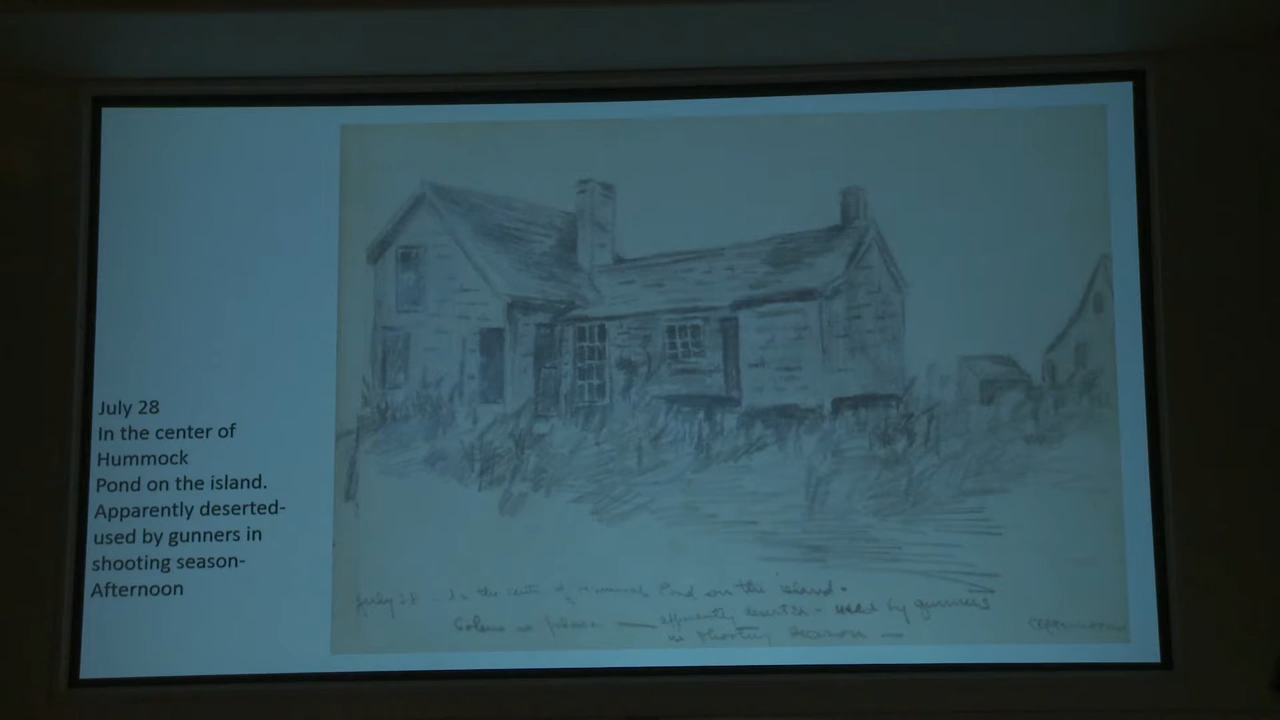 July 28
In the center of
Hummock
Pond on the island.
Apparently deserted-
used by gunners in
shooting season-
Afternoon
July 28 - In the center of Hummock Pond on the island.
— apparently deserted - used by gunners
in shooting season —